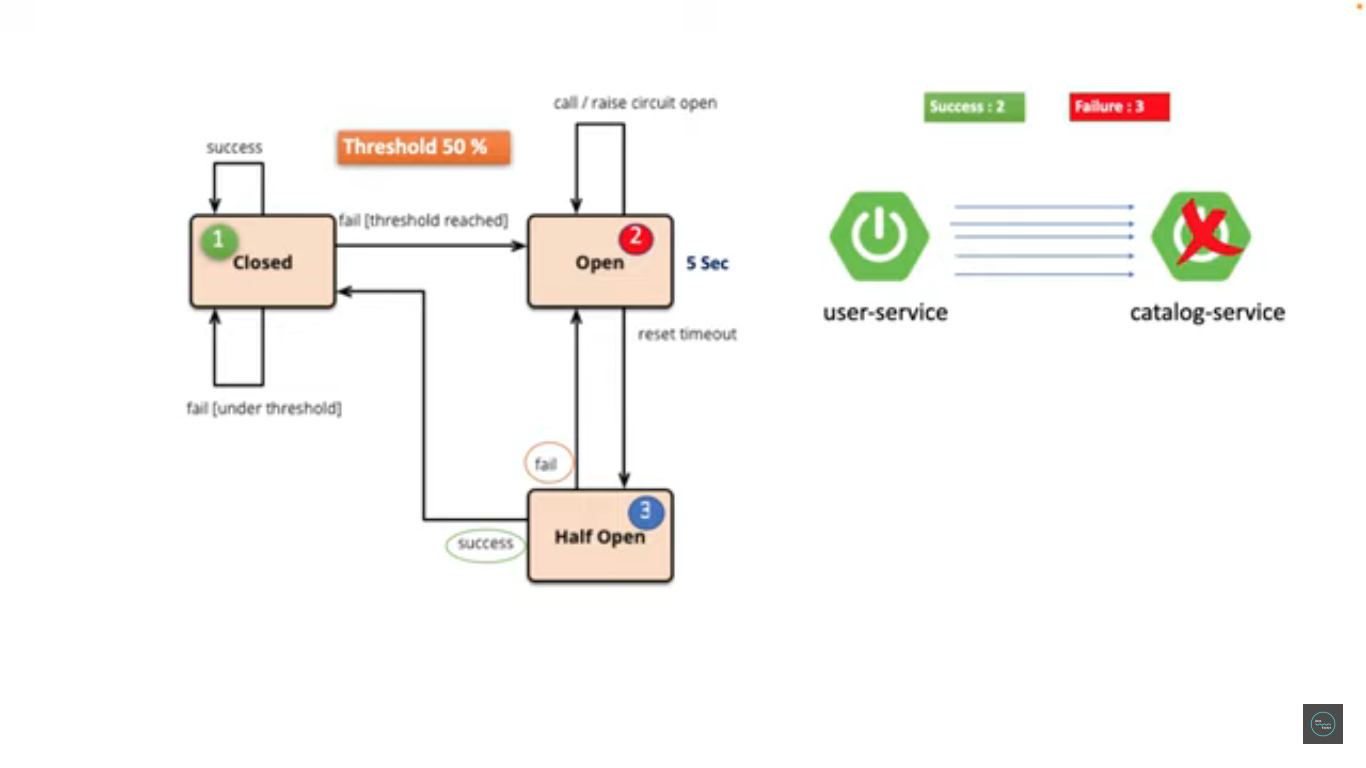 call / raise circuit open
Success : 2
Failure : 3
success
Threshold 50 %
fail [threshold reached]
1
Closed
2
Open
5 Sec
user-service
catalog-service
reset timeout
fail [under threshold]
fail
3
Half Open
success